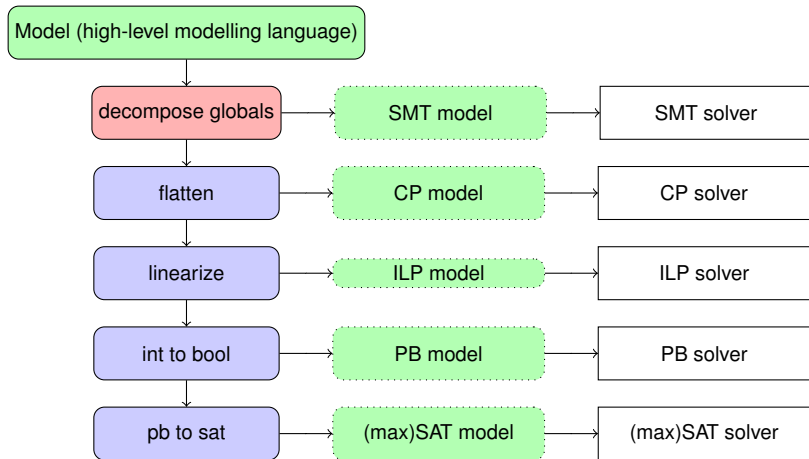 Model (high-level modelling language)
decompose globals
SMT model
SMT solver
flatten
CP model
CP solver
linearize
ILP model
ILP solver
int to bool
PB model
PB solver
pb to sat
(max)SAT model
(max)SAT solver